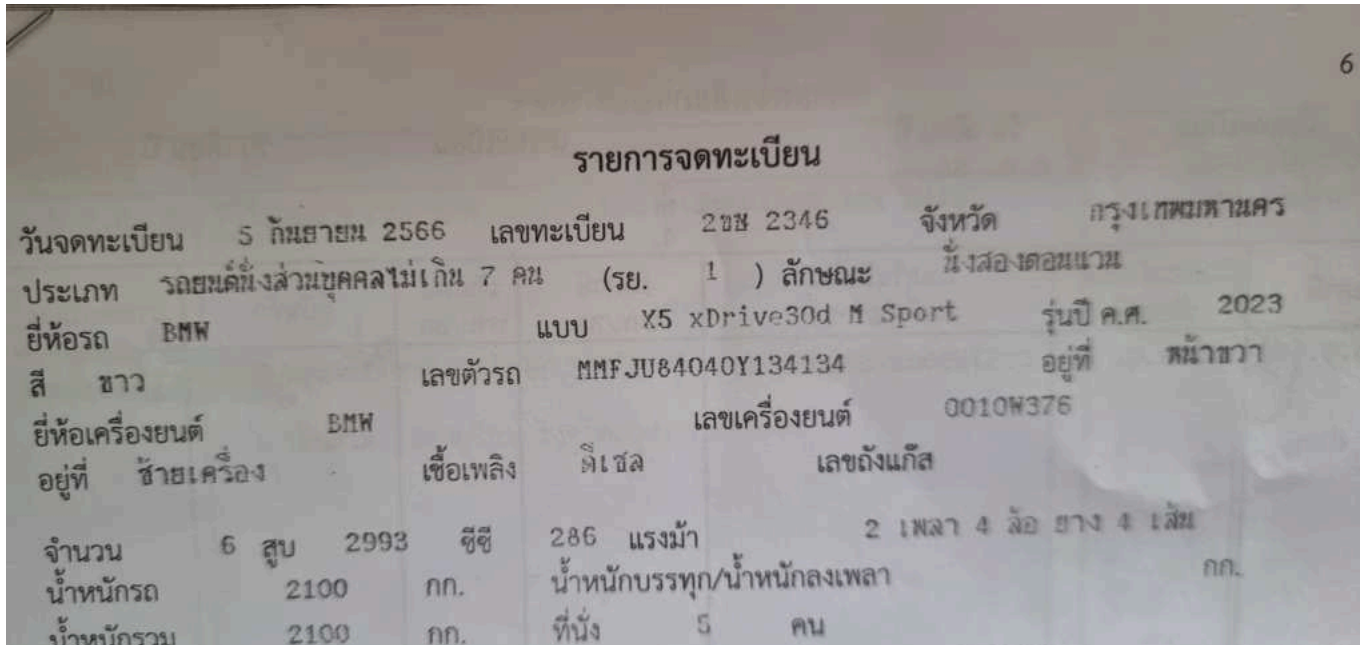 6
รายการจดทะเบียน
วันจดทะเบียน 5 กันยายน 2566 เลขทะเบียน 2ขษ 2346 จังหวัด กรุงเทพมหานคร
ประเภท รถยนต์นั่งส่วนบุคคลไม่เกิน 7 คน (รย. 1 ) ลักษณะ นั่งสองตอนแวน
ยี่ห้อรถ BMW แบบ X5 xDrive30d M Sport รุ่นปี ค.ศ. 2023
สี ขาว เลขตัวรถ MMFJU84040Y134134 อยู่ที่ หน้าขวา
ยี่ห้อเครื่องยนต์ BMW เลขเครื่องยนต์ 0010W376
อยู่ที่ ซ้ายเครื่อง เชื้อเพลิง ดีเซล เลขถังแก๊ส
จำนวน 6 สูบ 2993 ซีซี 286 แรงม้า 2 เพลา 4 ล้อ ยาง 4 เส้น
น้ำหนักรถ 2100 กก. น้ำหนักบรรทุก/น้ำหนักลงเพลา กก.
น้ำหนักรวม 2100 กก. ที่นั่ง 5 คน